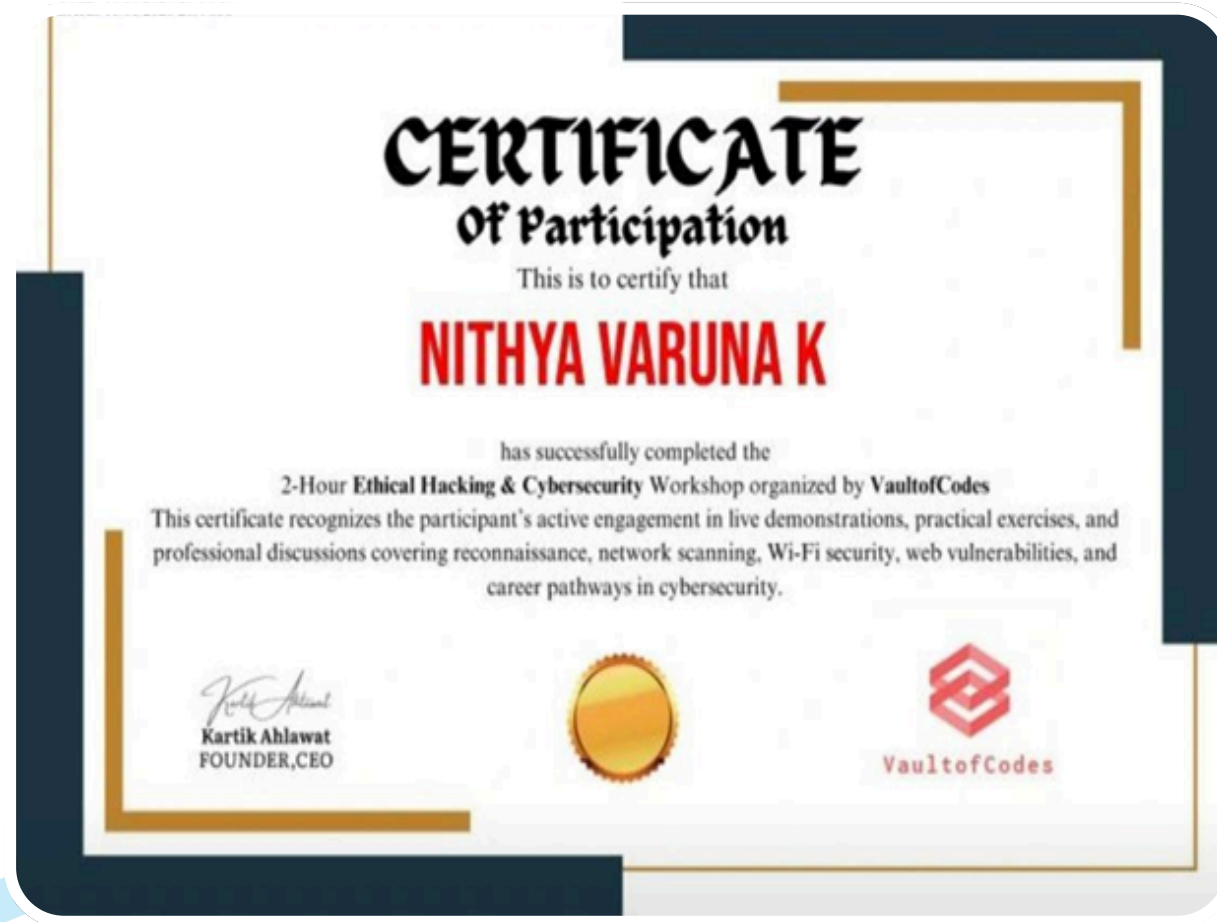 CERTIFICATE
Of Participation
This is to certify that
NITHYA VARUNA K
has successfully completed the
2-Hour Ethical Hacking & Cybersecurity Workshop organized by VaultofCodes
This certificate recognizes the participant's active engagement in live demonstrations, practical exercises, and
professional discussions covering reconnaissance, network scanning, Wi-Fi security, web vulnerabilities, and
career pathways in cybersecurity.
Kartik Ahlawat
Kartik Ahlawat
FOUNDER,CEO
VaultofCodes